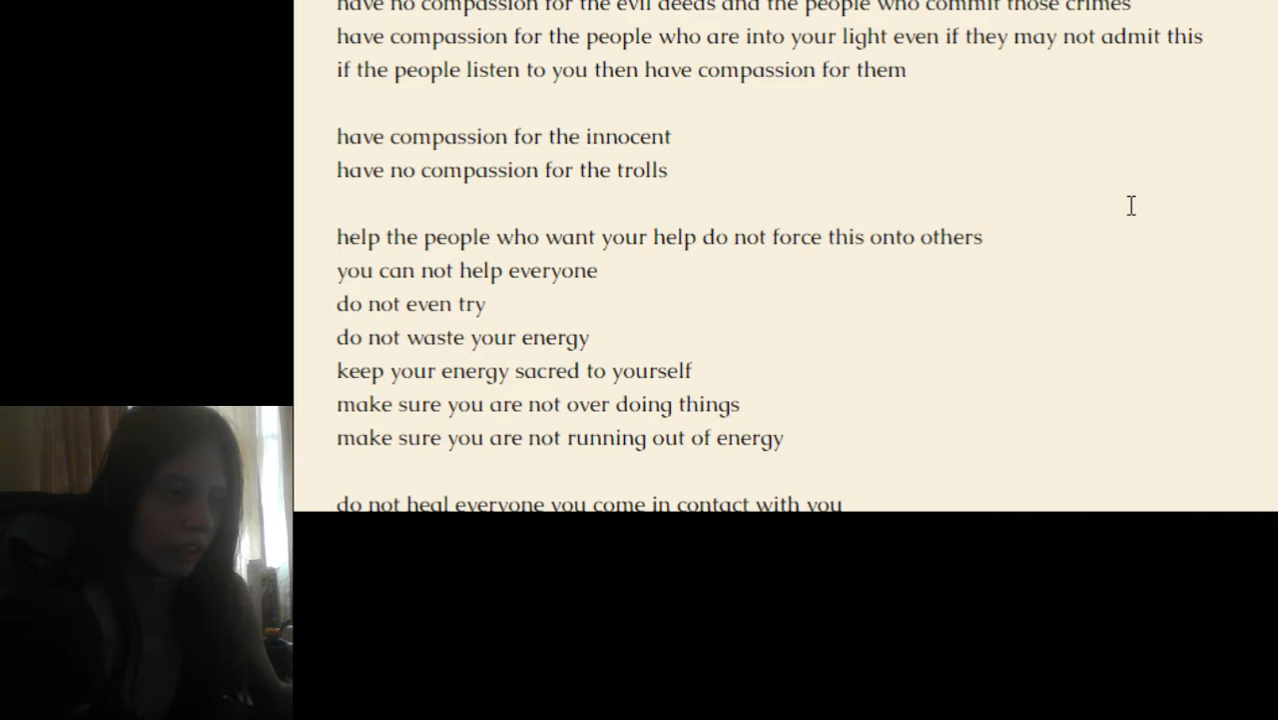 have no compassion for the evil deeds and the people who commit those crimes
have compassion for the people who are into your light even if they may not admit this
if the people listen to you then have compassion for them
have compassion for the innocent
have no compassion for the trolls
help the people who want your help do not force this onto others
you can not help everyone
do not even try
do not waste your energy
keep your energy sacred to yourself
make sure you are not over doing things
make sure you are not running out of energy
do not heal everyone you come in contact with you